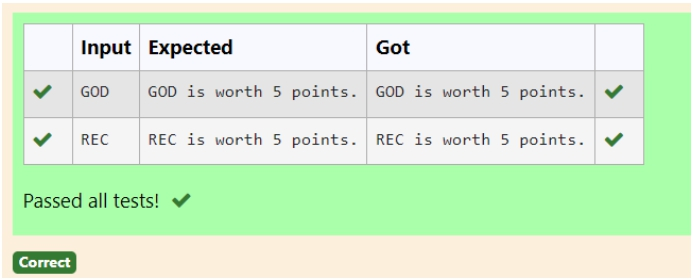 Input Expected Got
GOD GOD is worth 5 points. GOD is worth 5 points.
REC REC is worth 5 points. REC is worth 5 points.
Passed all tests!
Correct